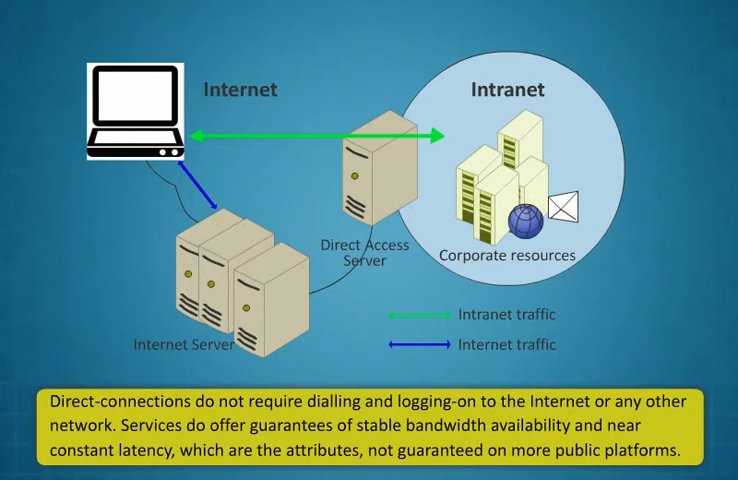 Internet
Intranet
Direct Access
Server
Corporate resources
Intranet traffic
Internet Server
Internet traffic
Direct-connections do not require dialling and logging-on to the Internet or any other
network. Services do offer guarantees of stable bandwidth availability and near
constant latency, which are the attributes, not guaranteed on more public platforms.